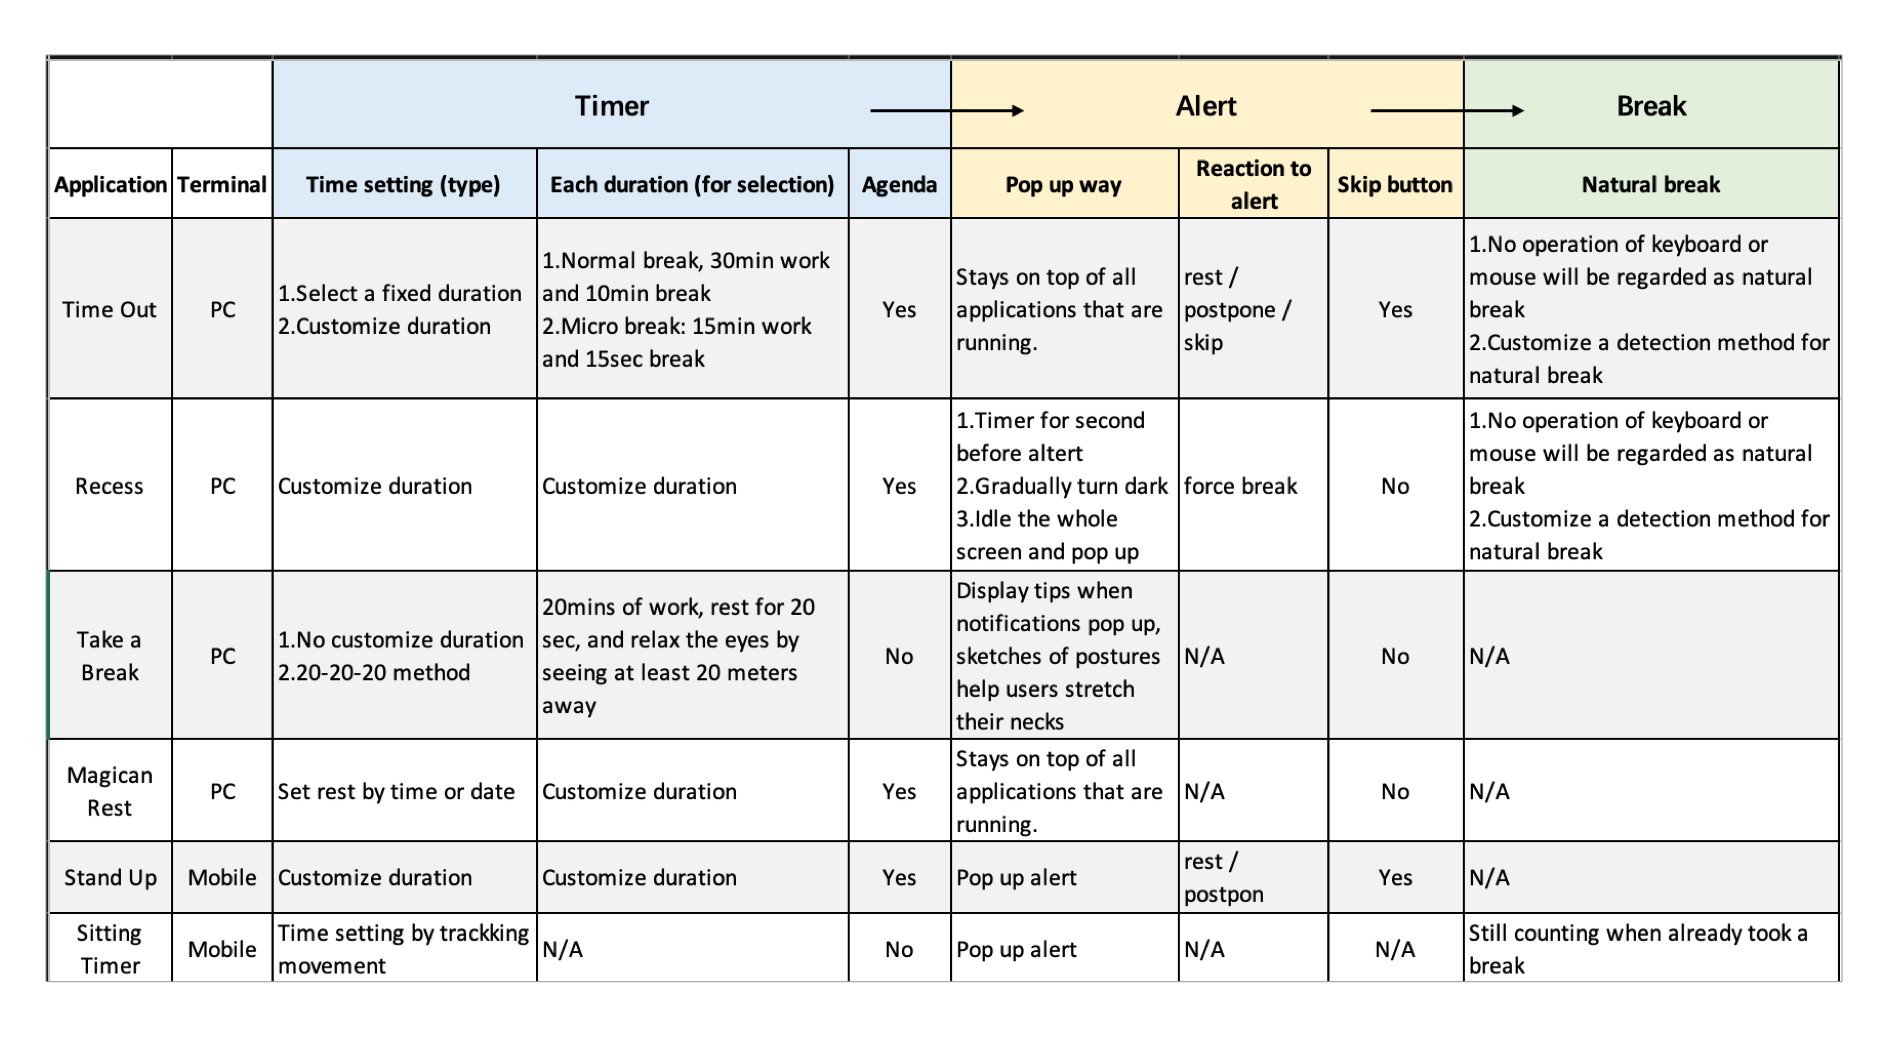 Timer
Alert
Break
Application
Terminal
Time setting (type)
Each duration (for selection)
Agenda
Pop up way
Reaction to
alert
Skip button
Natural break
Time Out
PC
1.Select a fixed duration
2.Customize duration
1.Normal break, 30min work
and 10min break
2.Micro break: 15min work
and 15sec break
Yes
Stays on top of all
applications that are
running.
rest /
postpone /
skip
Yes
1.No operation of keyboard or
mouse will be regarded as natural
break
2.Customize a detection method for
natural break
Recess
PC
Customize duration
Customize duration
Yes
1.Timer for second
before altert
2.Gradually turn dark
3.Idle the whole
screen and pop up
force break
No
1.No operation of keyboard or
mouse will be regarded as natural
break
2.Customize a detection method for
natural break
Take a
Break
PC
1.No customize duration
2.20-20-20 method
20mins of work, rest for 20
sec, and relax the eyes by
seeing at least 20 meters
away
No
Display tips when
notifications pop up,
sketches of postures
help users stretch
their necks
N/A
No
N/A
Magican
Rest
PC
Set rest by time or date
Customize duration
Yes
Stays on top of all
applications that are
running.
N/A
No
N/A
Stand Up
Mobile
Customize duration
Customize duration
Yes
Pop up alert
rest /
postpon
Yes
N/A
Sitting
Timer
Mobile
Time setting by trackking
movement
N/A
No
Pop up alert
N/A
N/A
Still counting when already took a
break